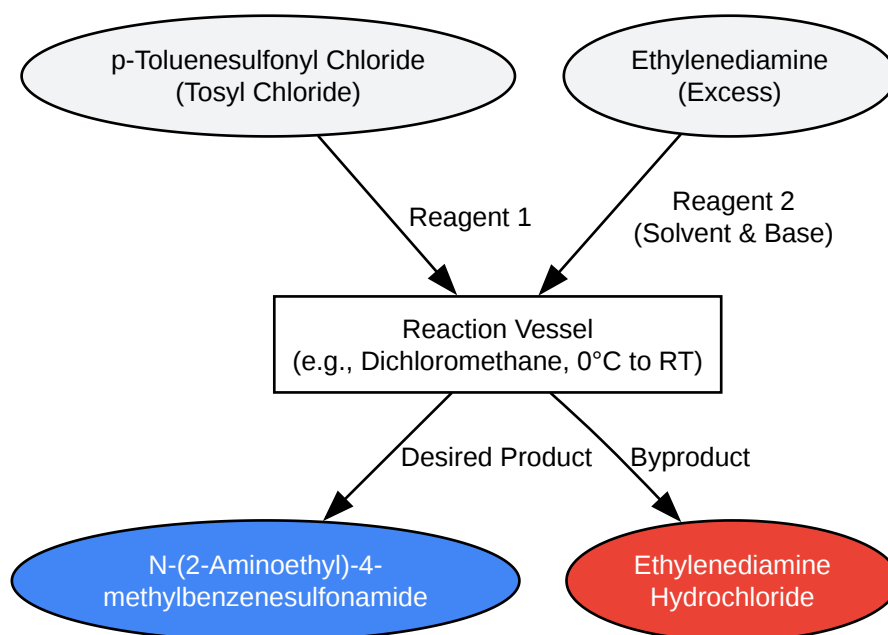 p-Toluenesulfonyl Chloride
(Tosyl Chloride)
Ethylenediamine
(Excess)
Reagent 1
Reagent 2
(Solvent & Base)
Reaction Vessel
(e.g., Dichloromethane, 0°C to RT)
Desired Product
Byproduct
N-(2-Aminoethyl)-4-
methylbenzenesulfonamide
Ethylenediamine
Hydrochloride